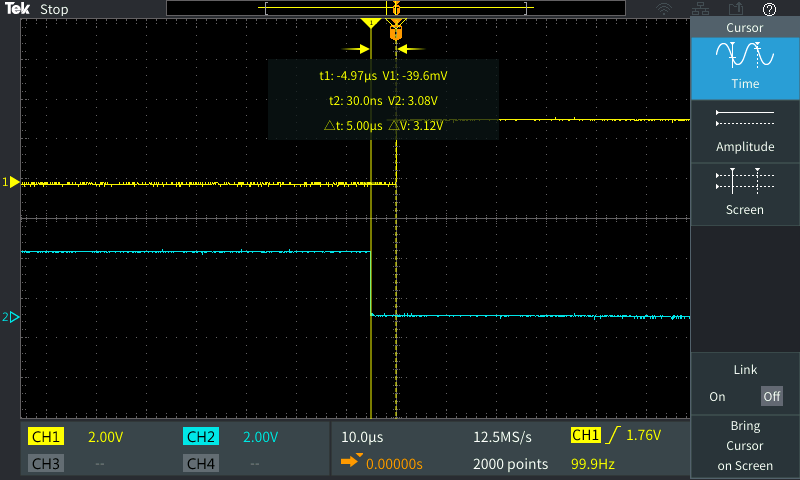 Tek Stop
Cursor
Time
Amplitude
Screen
Link
On Off
Bring
Cursor
on Screen
1
T
t1: -4.97µs V1: -39.6mV
t2: 30.0ns V2: 3.08V
△t: 5.00µs △V: 3.12V
1
2
CH1 2.00V CH2 2.00V 10.0µs 12.5MS/s CH1 1.76V
CH3 -- CH4 -- 0.00000s 2000 points 99.9Hz